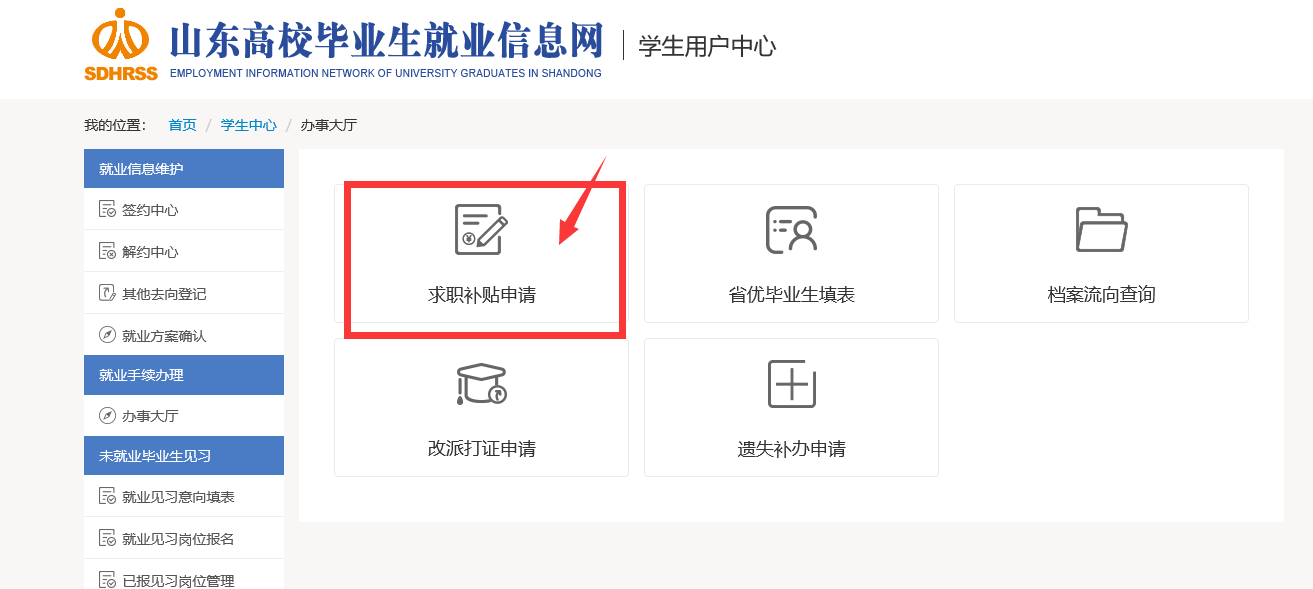 山东高校毕业生就业信息网
学生用户中心
SDHRSS
EMPLOYMENT INFORMATION NETWORK OF UNIVERSITY GRADUATES IN SHANDONG
我的位置： 首页 / 学生中心 / 办事大厅
就业信息维护
签约中心
解约中心
其他去向登记
就业方案确认
就业手续办理
办事大厅
未就业毕业生见习
就业见习意向填表
就业见习岗位报名
已报见习岗位管理
求职补贴申请
省优毕业生填表
档案流向查询
改派打证申请
遗失补办申请